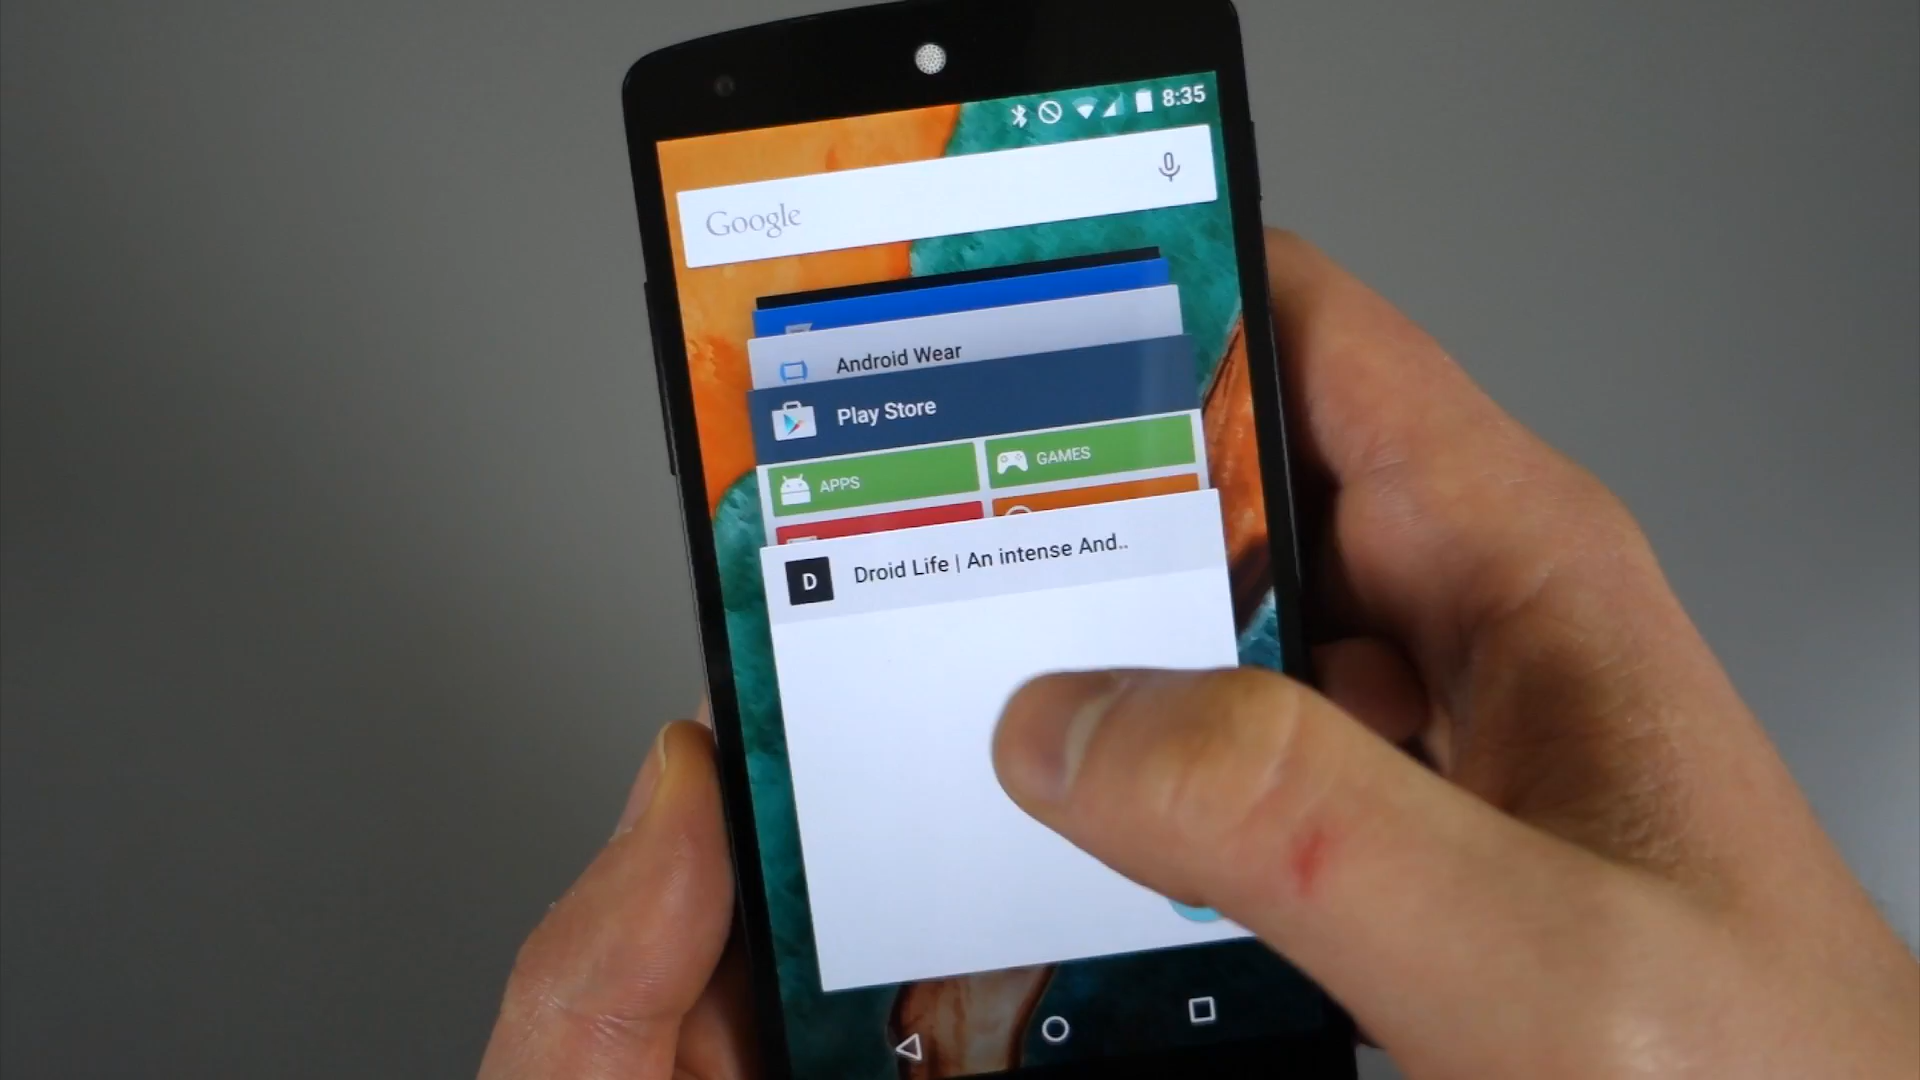 8:35
Google
Android Wear
Play Store
APPS
GAMES
D
Droid Life | An intense And..